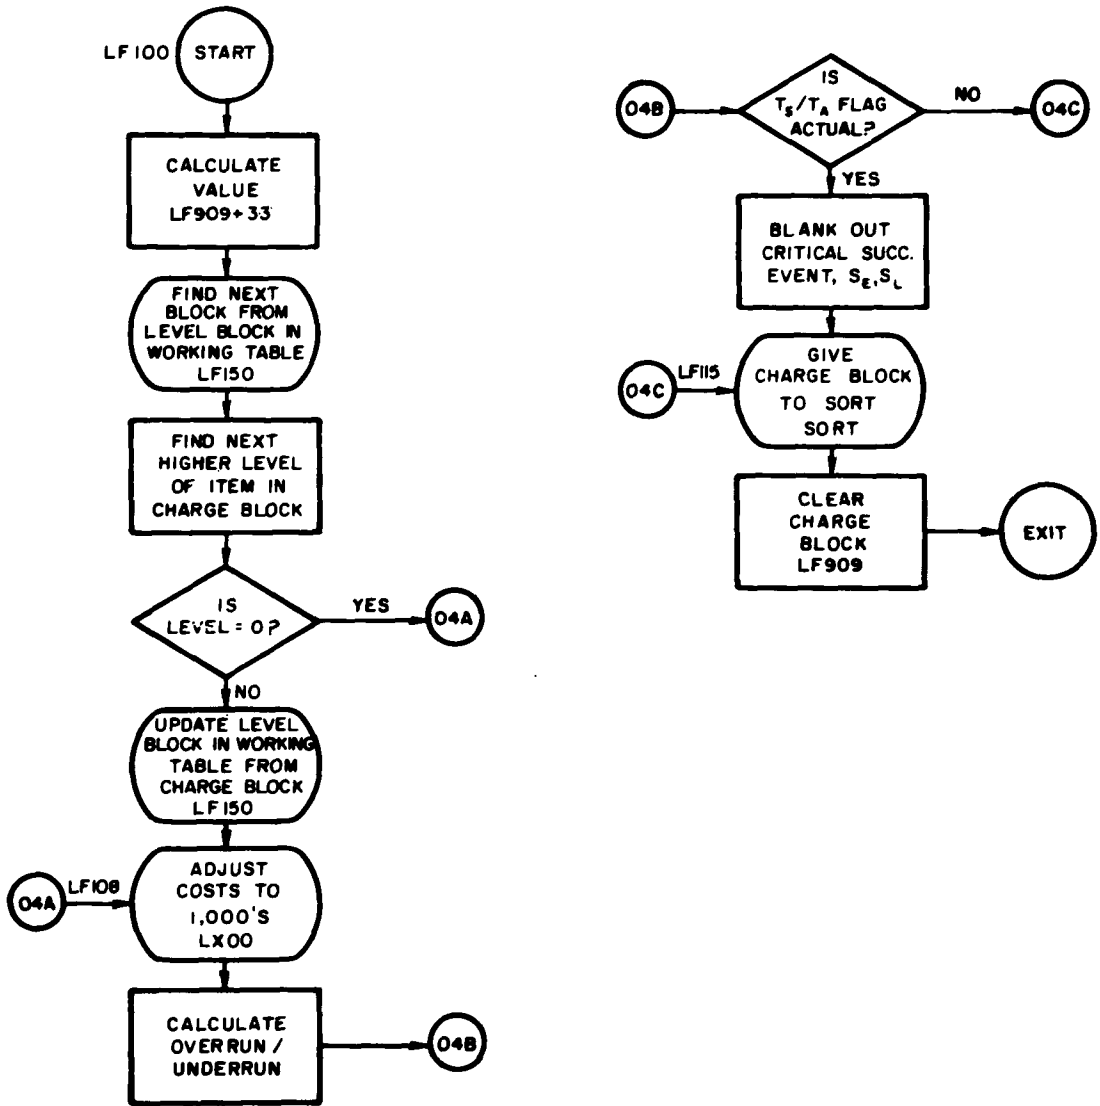 LF100 START
CALCULATE
VALUE
LF909+33
FIND NEXT
BLOCK FROM
LEVEL BLOCK IN
WORKING TABLE
LF150
FIND NEXT
HIGHER LEVEL
OF ITEM IN
CHARGE BLOCK
IS
LEVEL = 0?
YES
04A
NO
UPDATE LEVEL
BLOCK IN WORKING
TABLE FROM
CHARGE BLOCK
LF150
04A
LF108
ADJUST
COSTS TO
1,000'S
LX00
CALCULATE
OVERRUN /
UNDERRUN
04B
04B
IS
TS/TA FLAG
ACTUAL?
NO
04C
YES
BLANK OUT
CRITICAL SUCC.
EVENT, SE, SL
04C
LF115
GIVE
CHARGE BLOCK
TO SORT
SORT
CLEAR
CHARGE
BLOCK
LF909
EXIT